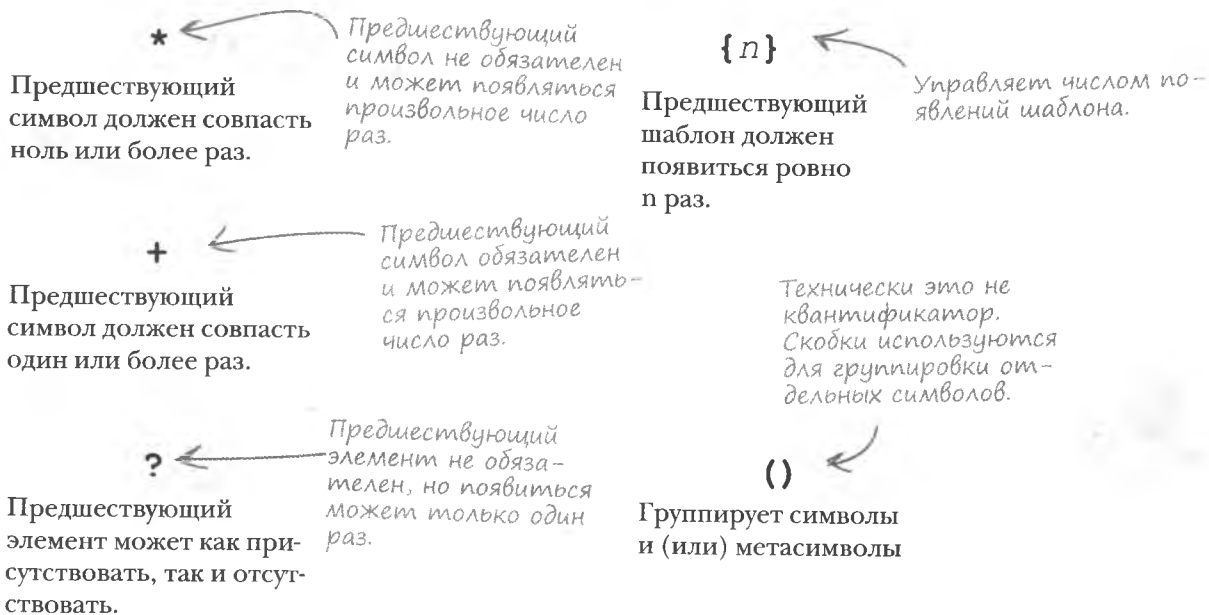 *
Предшествующий
символ должен совпасть
ноль или более раз.
Предшествующий
символ не обязателен
и может появляться
произвольное число
раз.
+
Предшествующий
символ должен совпасть
один или более раз.
Предшествующий
символ обязателен
и может появлять-
ся произвольное
число раз.
?
Предшествующий
элемент может как при-
сутствовать, так и отсут-
ствовать.
Предшествующий
элемент не обяза-
телен, но появиться
может только один
раз.
{n}
Предшествующий
шаблон должен
появиться ровно
n раз.
Управляет числом по-
явлений шаблона.
Технически это не
квантификатор.
Скобки используются
для группировки от-
дельных символов.
()
Группирует символы
и (или) метасимволы